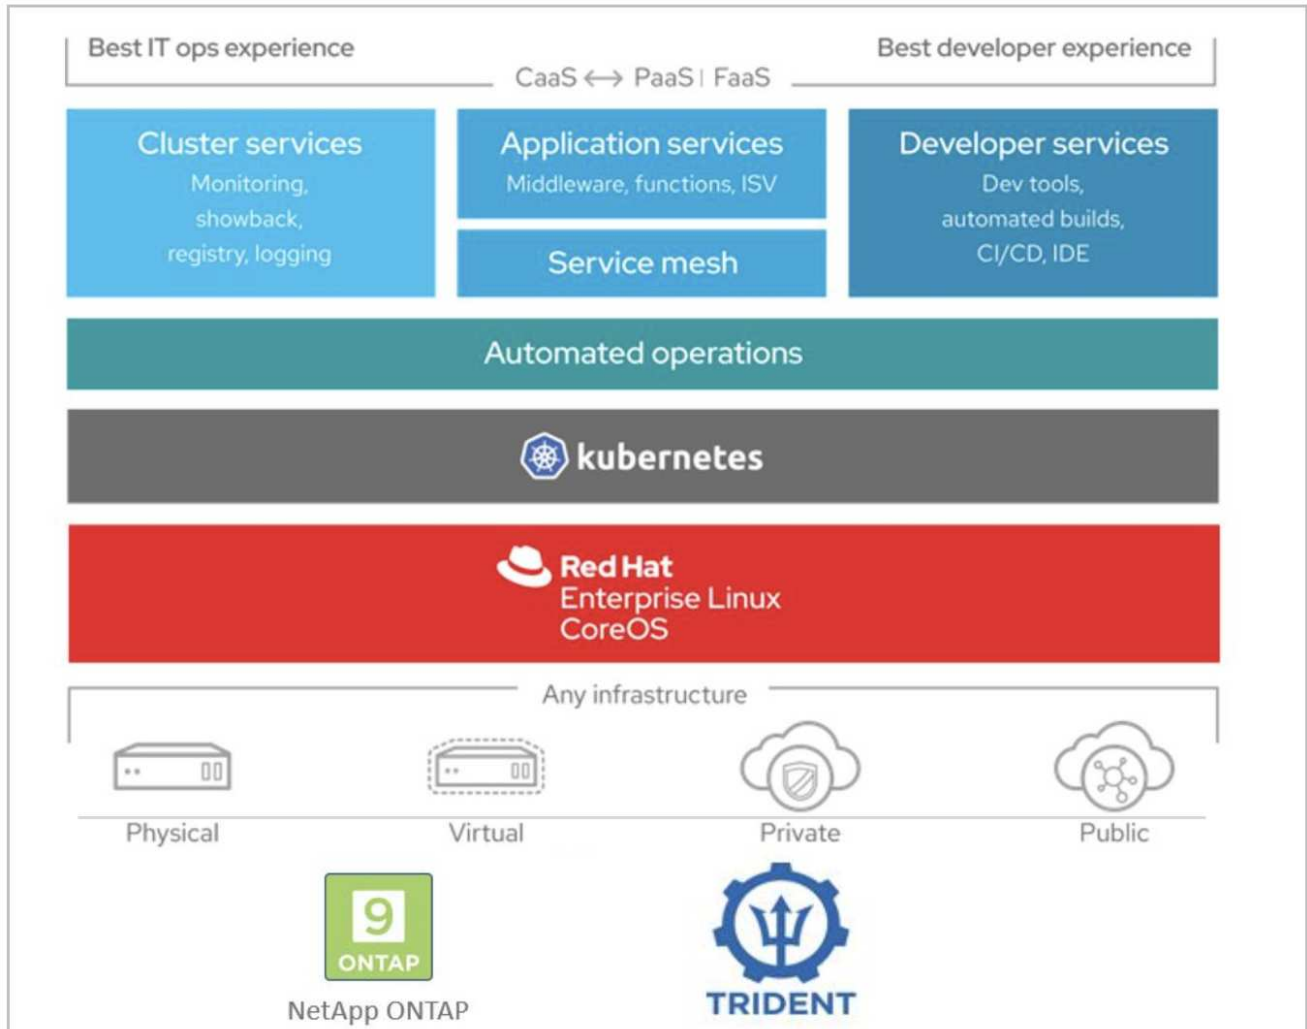 Best IT ops experience
Best developer experience
CaaS ↔ PaaS | FaaS
Cluster services
Monitoring,
showback,
registry, logging
Application services
Middleware, functions, ISV
Service mesh
Developer services
Dev tools,
automated builds,
CI/CD, IDE
Automated operations
kubernetes
Red Hat
Enterprise Linux
CoreOS
Any infrastructure
Physical
Virtual
Private
Public
9
ONTAP
NetApp ONTAP
TRIDENT